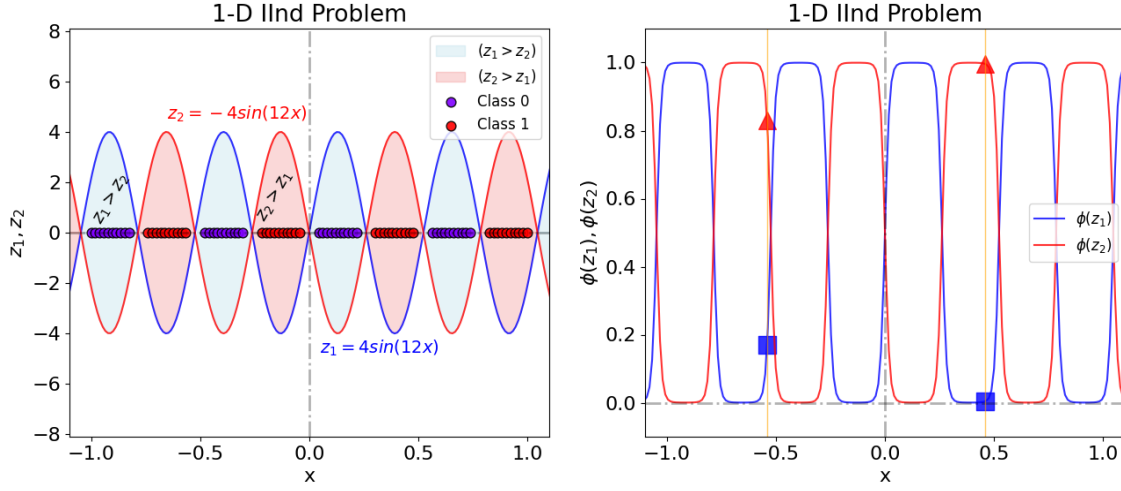 1-D IInd Problem
8
6
4
2
0
−2
−4
−6
−8
z₁, z₂
−1.0
−0.5
0.0
0.5
1.0
x
(z₁ > z₂)
(z₂ > z₁)
Class 0
Class 1
z₂ = −4sin(12x)
z₁ > z₂
z₂ > z₁
z₁ = 4sin(12x)
1-D IInd Problem
1.0
0.8
0.6
0.4
0.2
0.0
ϕ(z₁), ϕ(z₂)
−1.0
−0.5
0.0
0.5
1.0
x
ϕ(z₁)
ϕ(z₂)